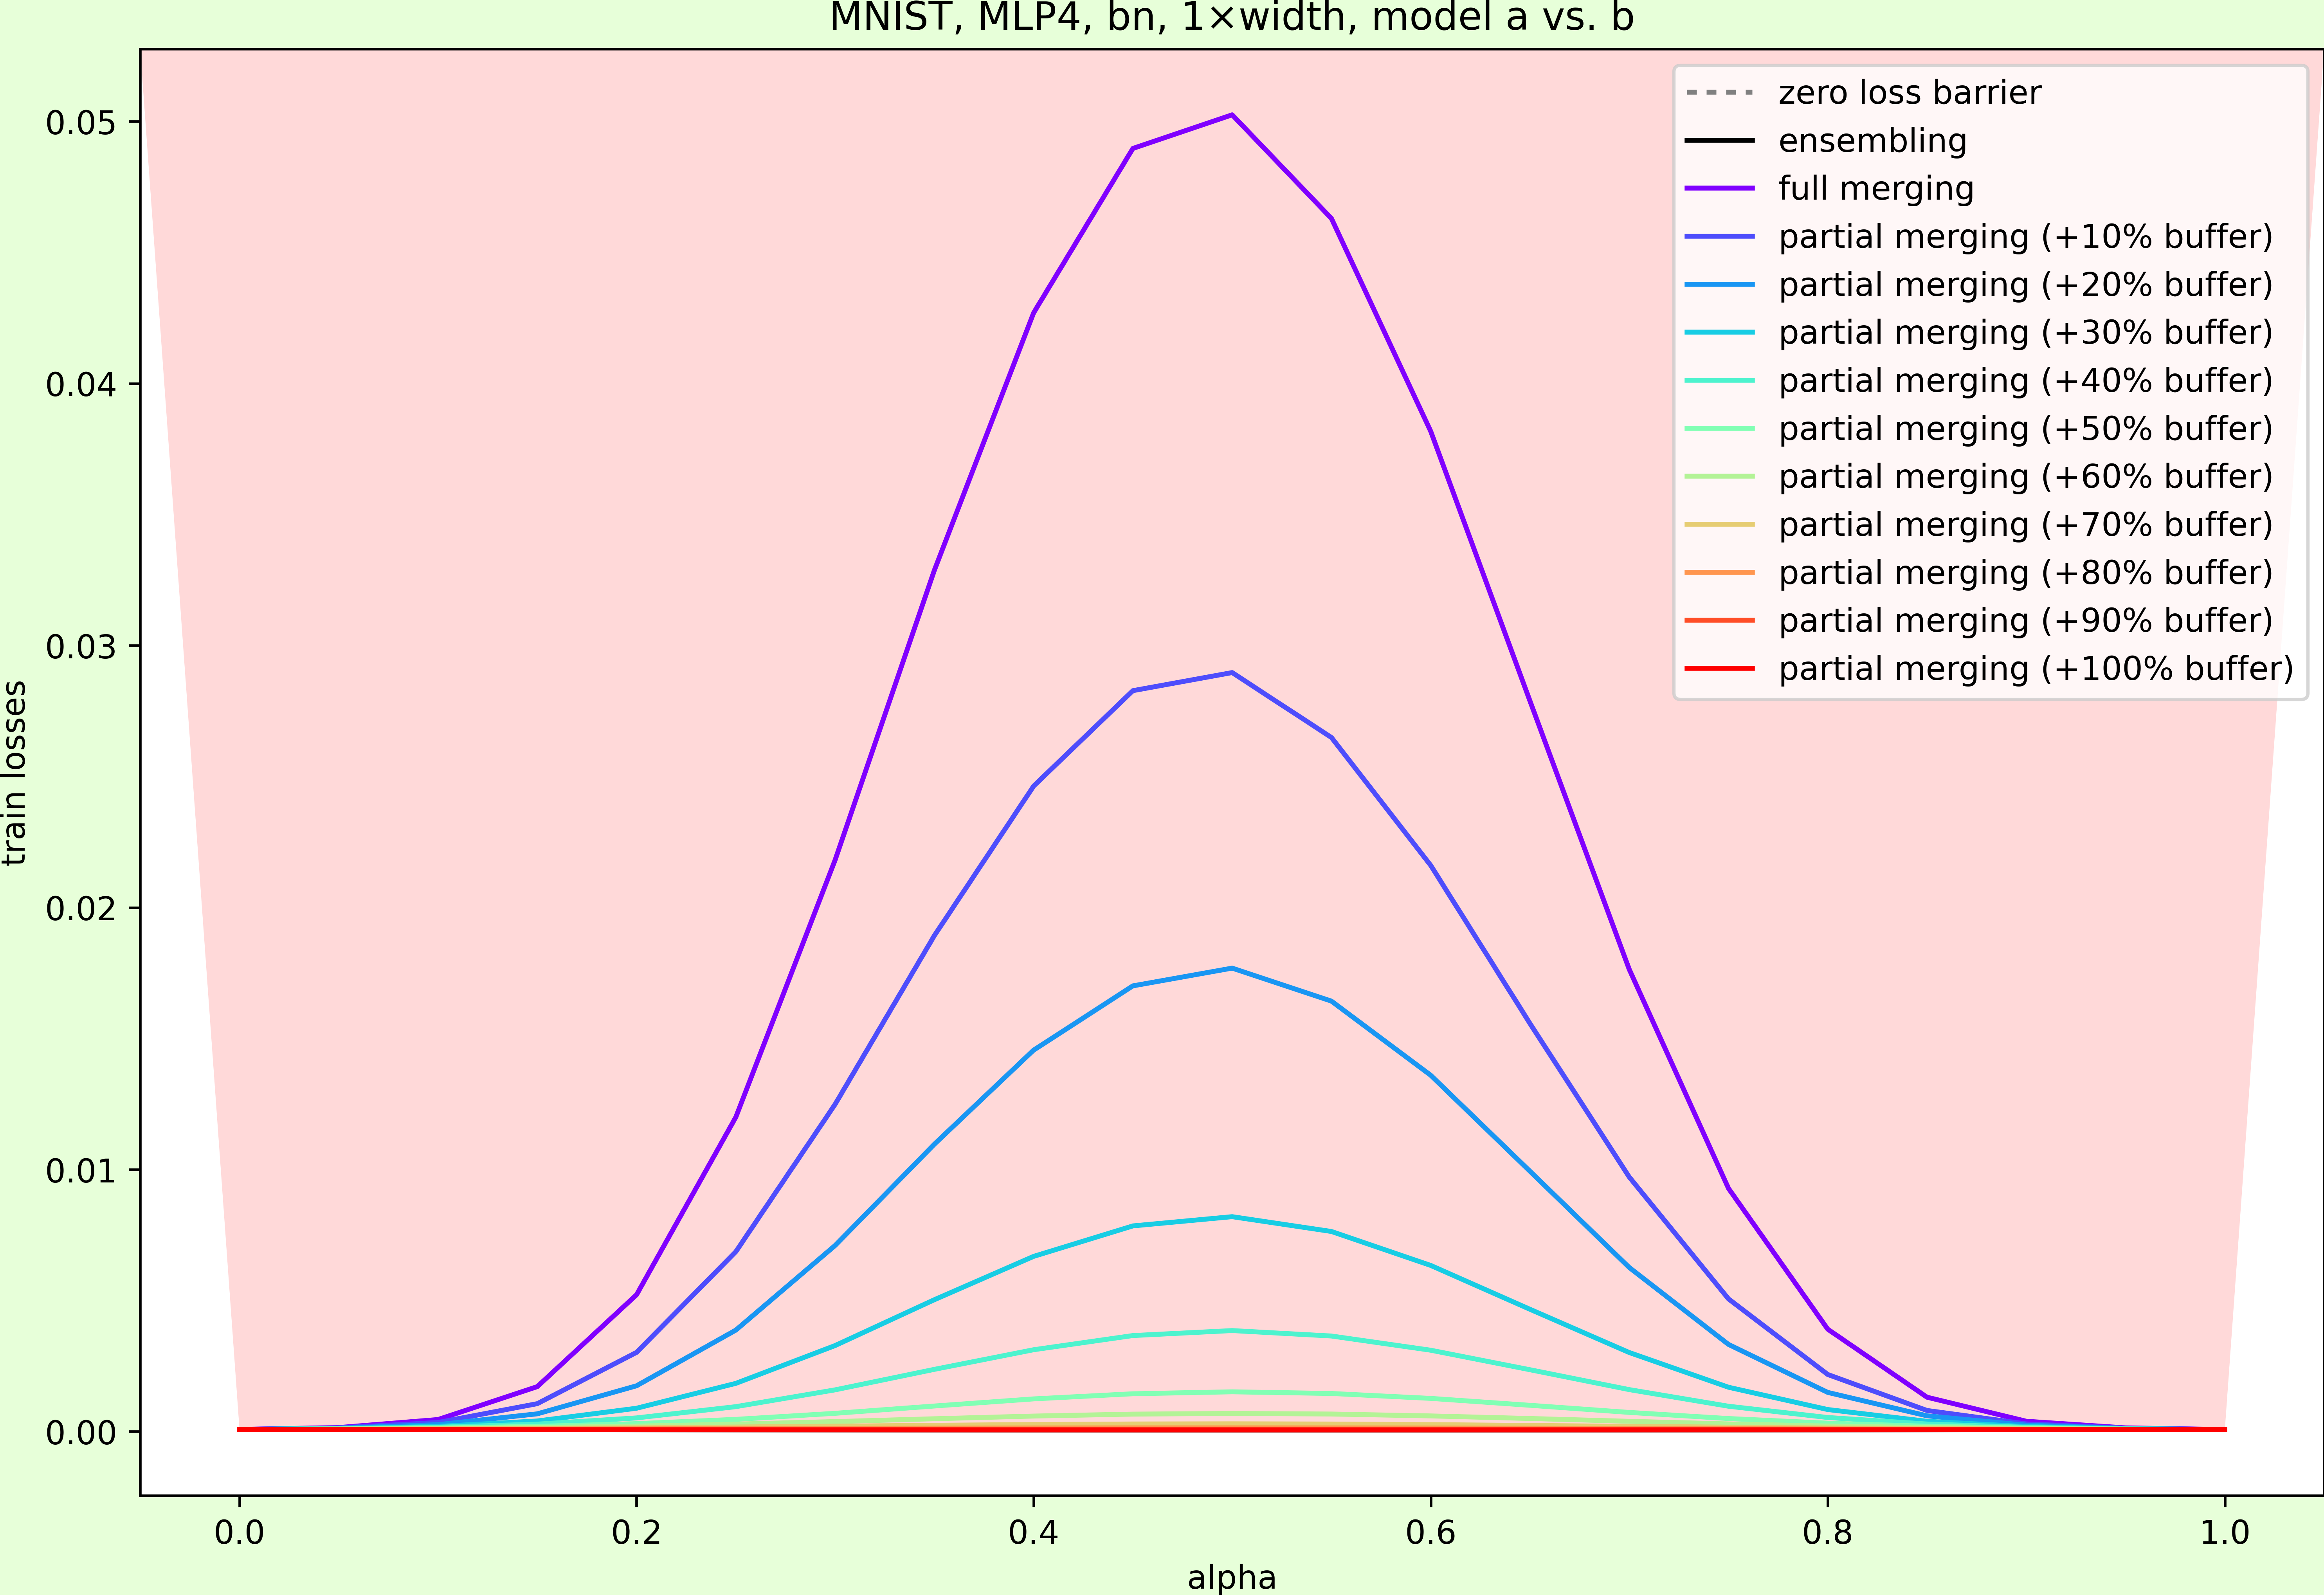 MNIST, MLP4, bn, 1×width, model a vs. b
zero loss barrier
ensembling
full merging
partial merging (+10% buffer)
partial merging (+20% buffer)
partial merging (+30% buffer)
partial merging (+40% buffer)
partial merging (+50% buffer)
partial merging (+60% buffer)
partial merging (+70% buffer)
partial merging (+80% buffer)
partial merging (+90% buffer)
partial merging (+100% buffer)
train losses
0.05
0.04
0.03
0.02
0.01
0.00
0.0 0.2 0.4 0.6 0.8 1.0
alpha